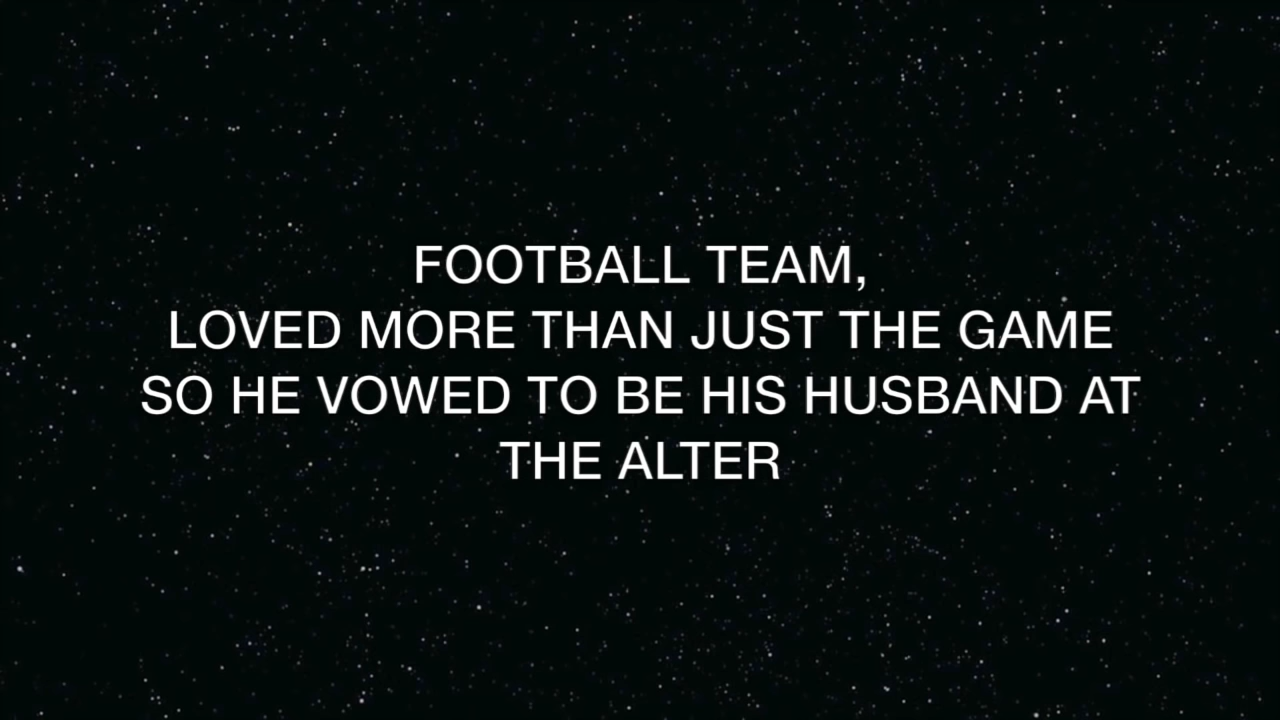 FOOTBALL TEAM,
LOVED MORE THAN JUST THE GAME
SO HE VOWED TO BE HIS HUSBAND AT
THE ALTER